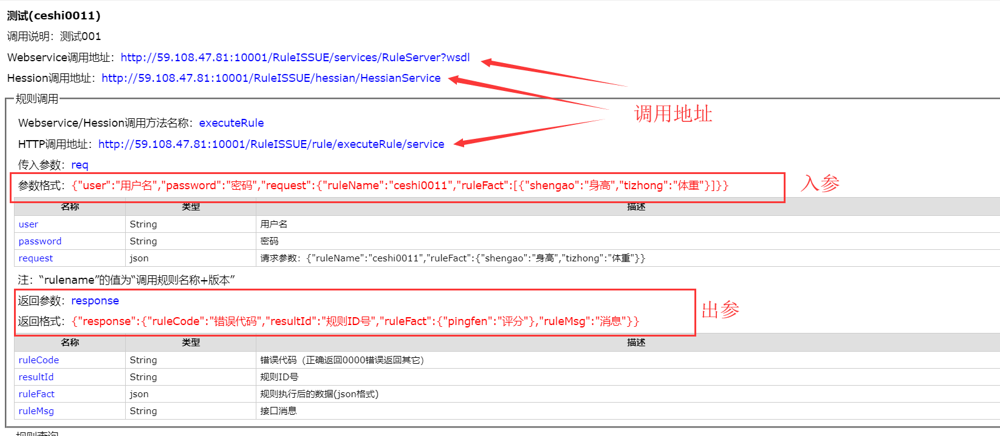 测试(ceshi0011)
调用说明：测试001
Webservice调用地址：http://59.108.47.81:10001/RuleISSUE/services/RuleServer?wsdl
Hession调用地址：http://59.108.47.81:10001/RuleISSUE/hessian/HessianService
规则调用
调用地址
Webservice/Hession调用方法名称：executeRule
HTTP调用地址：http://59.108.47.81:10001/RuleISSUE/rule/executeRule/service
传入参数：req
参数格式：{"user":"用户名","password":"密码","request":{"ruleName":"ceshi0011","ruleFact":[{"shengao":"身高","tizhong":"体重"}]}}
入参
名称 类型 描述
user String 用户名
password String 密码
request json 请求参数：{"ruleName":"ceshi0011","ruleFact":{"shengao":"身高","tizhong":"体重"}}
注：“rulename”的值为“调用规则名称+版本”
返回参数：response
出参
返回格式：{"response":{"ruleCode":"错误代码","resultId":"规则ID号","ruleFact":{"pingfen":"评分"},"ruleMsg":"消息"}}
名称 类型 描述
ruleCode String 错误代码（正确返回0000错误返回其它）
resultId String 规则ID号
ruleFact json 规则执行后的数据(json格式)
ruleMsg String 接口消息
规则查询